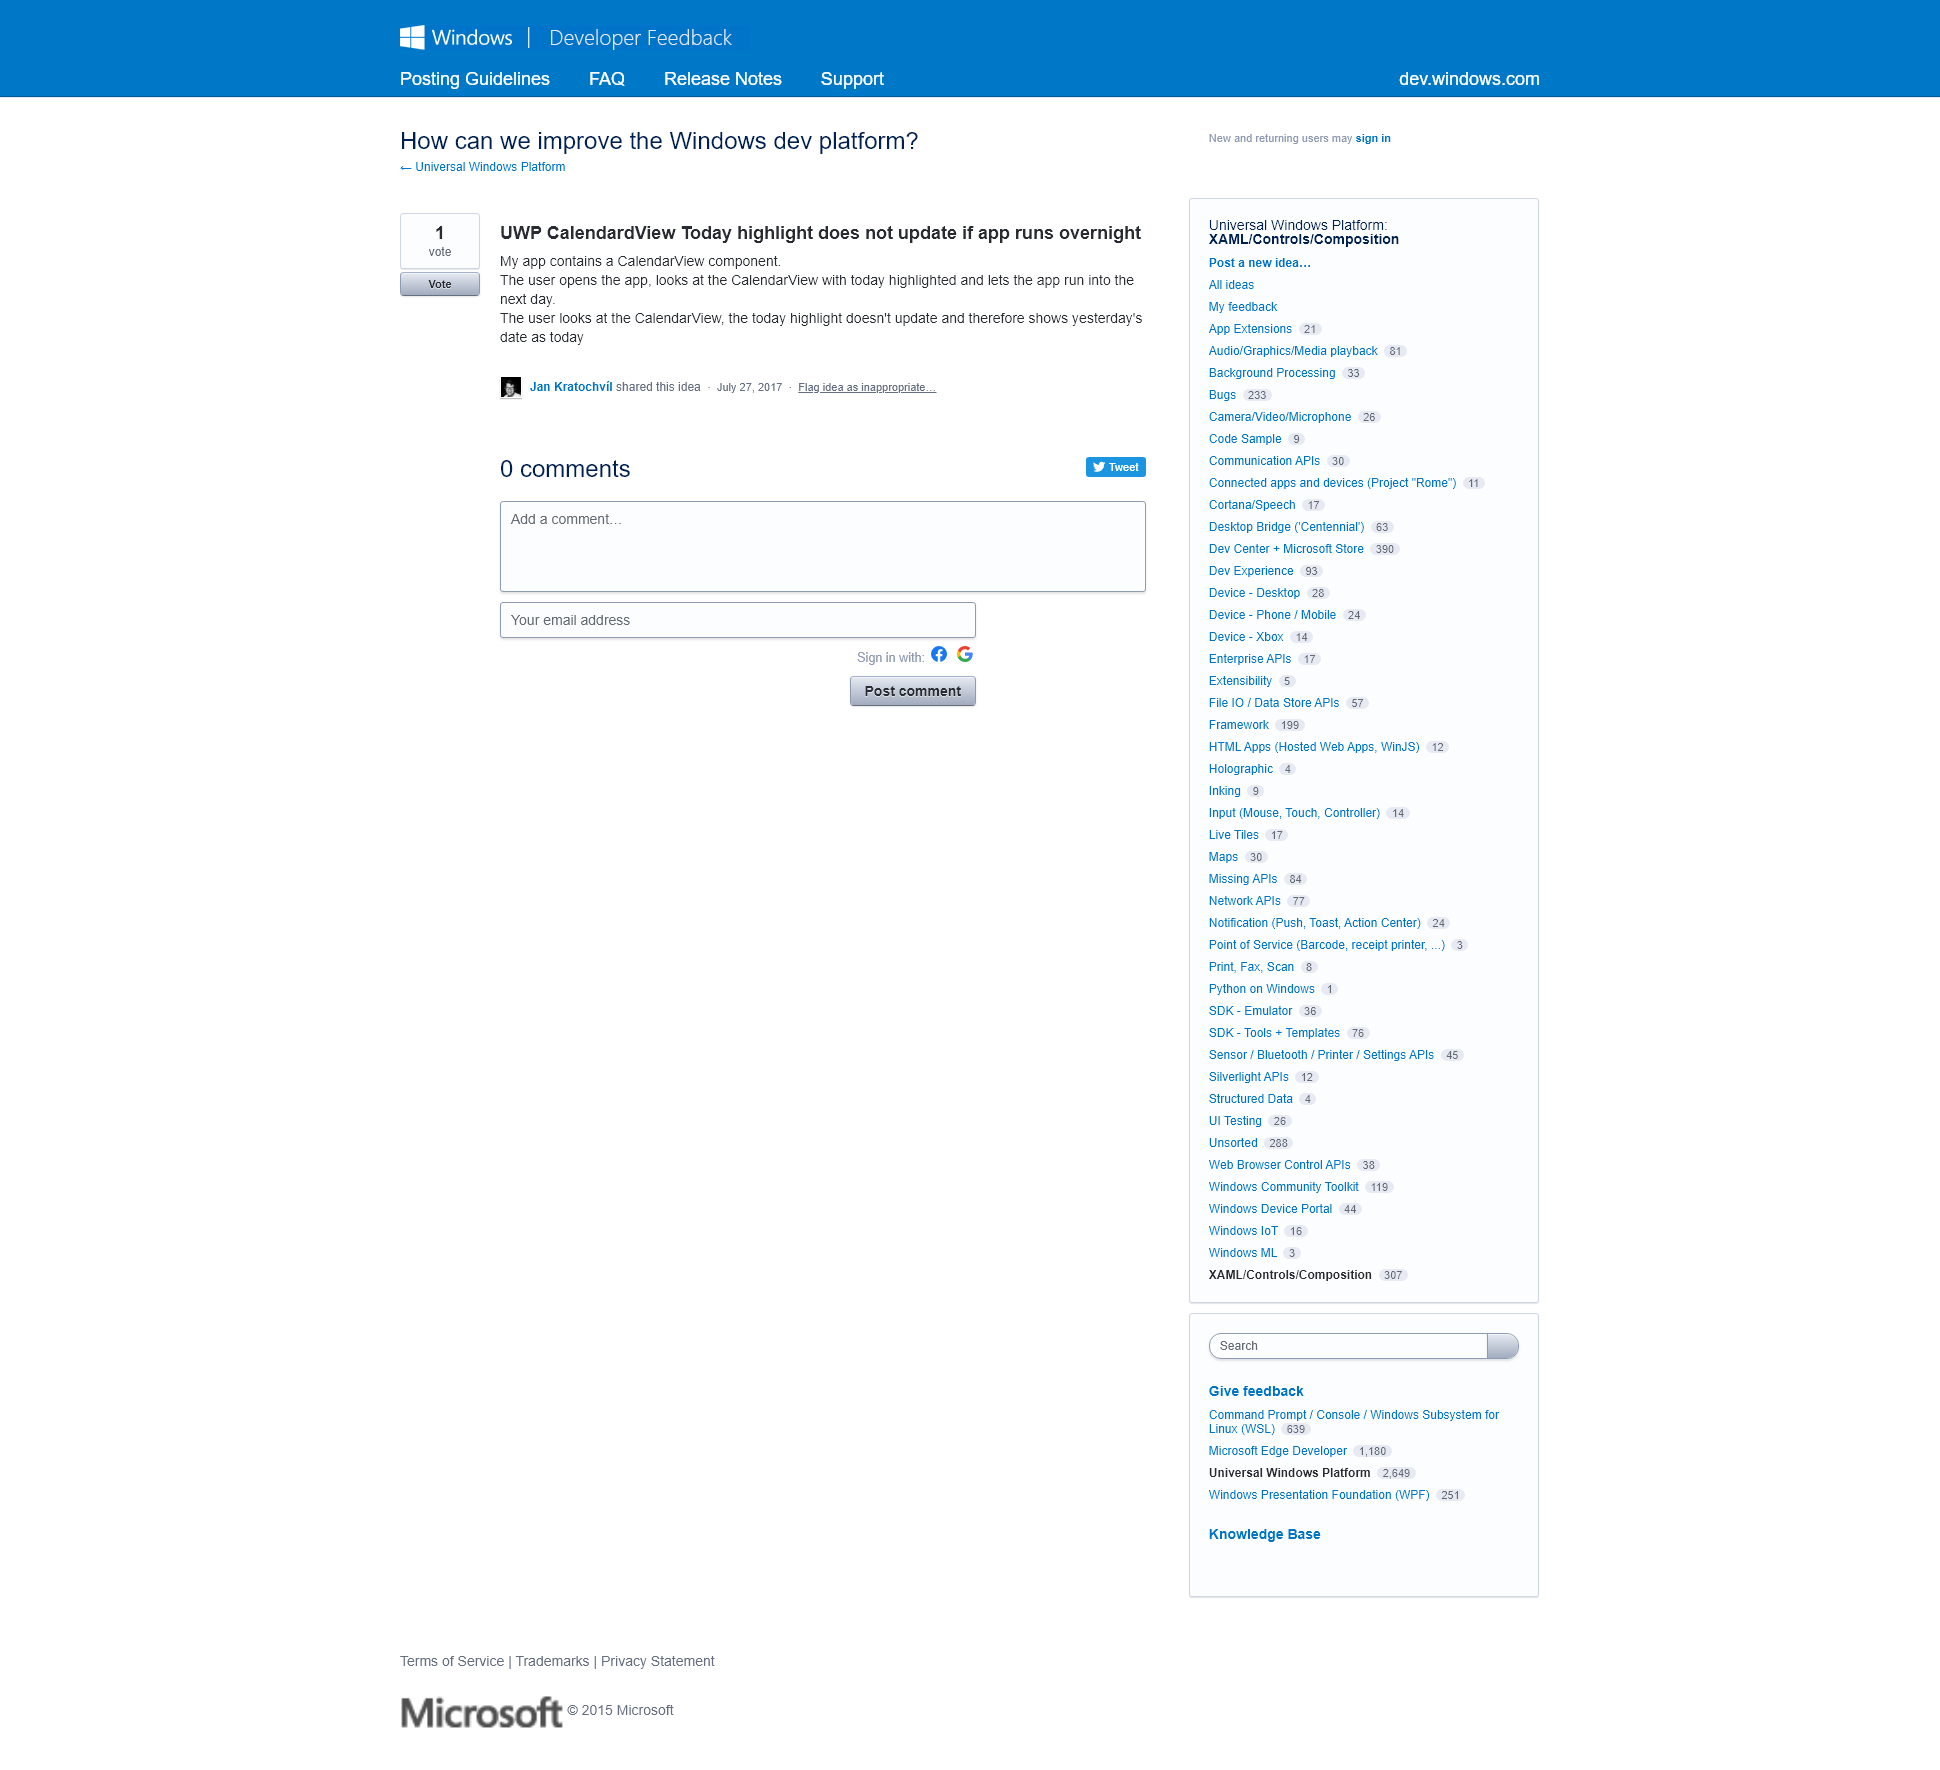 Windows | Developer Feedback
Posting Guidelines FAQ Release Notes Support dev.windows.com
How can we improve the Windows dev platform?
← Universal Windows Platform
New and returning users may sign in
1
vote
Vote
UWP CalendardView Today highlight does not update if app runs overnight
My app contains a CalendarView component.
The user opens the app, looks at the CalendarView with today highlighted and lets the app run into the
next day.
The user looks at the CalendarView, the today highlight doesn't update and therefore shows yesterday's
date as today
Jan Kratochvíl shared this idea · July 27, 2017 · Flag idea as inappropriate…
0 comments
Tweet
Add a comment…
Your email address
Sign in with:
Post comment
Universal Windows Platform:
XAML/Controls/Composition
Post a new idea…
All ideas
My feedback
App Extensions 21
Audio/Graphics/Media playback 81
Background Processing 33
Bugs 233
Camera/Video/Microphone 26
Code Sample 9
Communication APIs 30
Connected apps and devices (Project "Rome") 11
Cortana/Speech 17
Desktop Bridge ('Centennial') 63
Dev Center + Microsoft Store 390
Dev Experience 93
Device - Desktop 28
Device - Phone / Mobile 24
Device - Xbox 14
Enterprise APIs 17
Extensibility 5
File IO / Data Store APIs 57
Framework 199
HTML Apps (Hosted Web Apps, WinJS) 12
Holographic 4
Inking 9
Input (Mouse, Touch, Controller) 14
Live Tiles 17
Maps 30
Missing APIs 84
Network APIs 77
Notification (Push, Toast, Action Center) 24
Point of Service (Barcode, receipt printer, ...) 3
Print, Fax, Scan 8
Python on Windows 1
SDK - Emulator 36
SDK - Tools + Templates 76
Sensor / Bluetooth / Printer / Settings APIs 45
Silverlight APIs 12
Structured Data 4
UI Testing 26
Unsorted 288
Web Browser Control APIs 38
Windows Community Toolkit 119
Windows Device Portal 44
Windows IoT 16
Windows ML 3
XAML/Controls/Composition 307
Search
Give feedback
Command Prompt / Console / Windows Subsystem for
Linux (WSL) 639
Microsoft Edge Developer 1,180
Universal Windows Platform 2,649
Windows Presentation Foundation (WPF) 251
Knowledge Base
Terms of Service | Trademarks | Privacy Statement
Microsoft © 2015 Microsoft